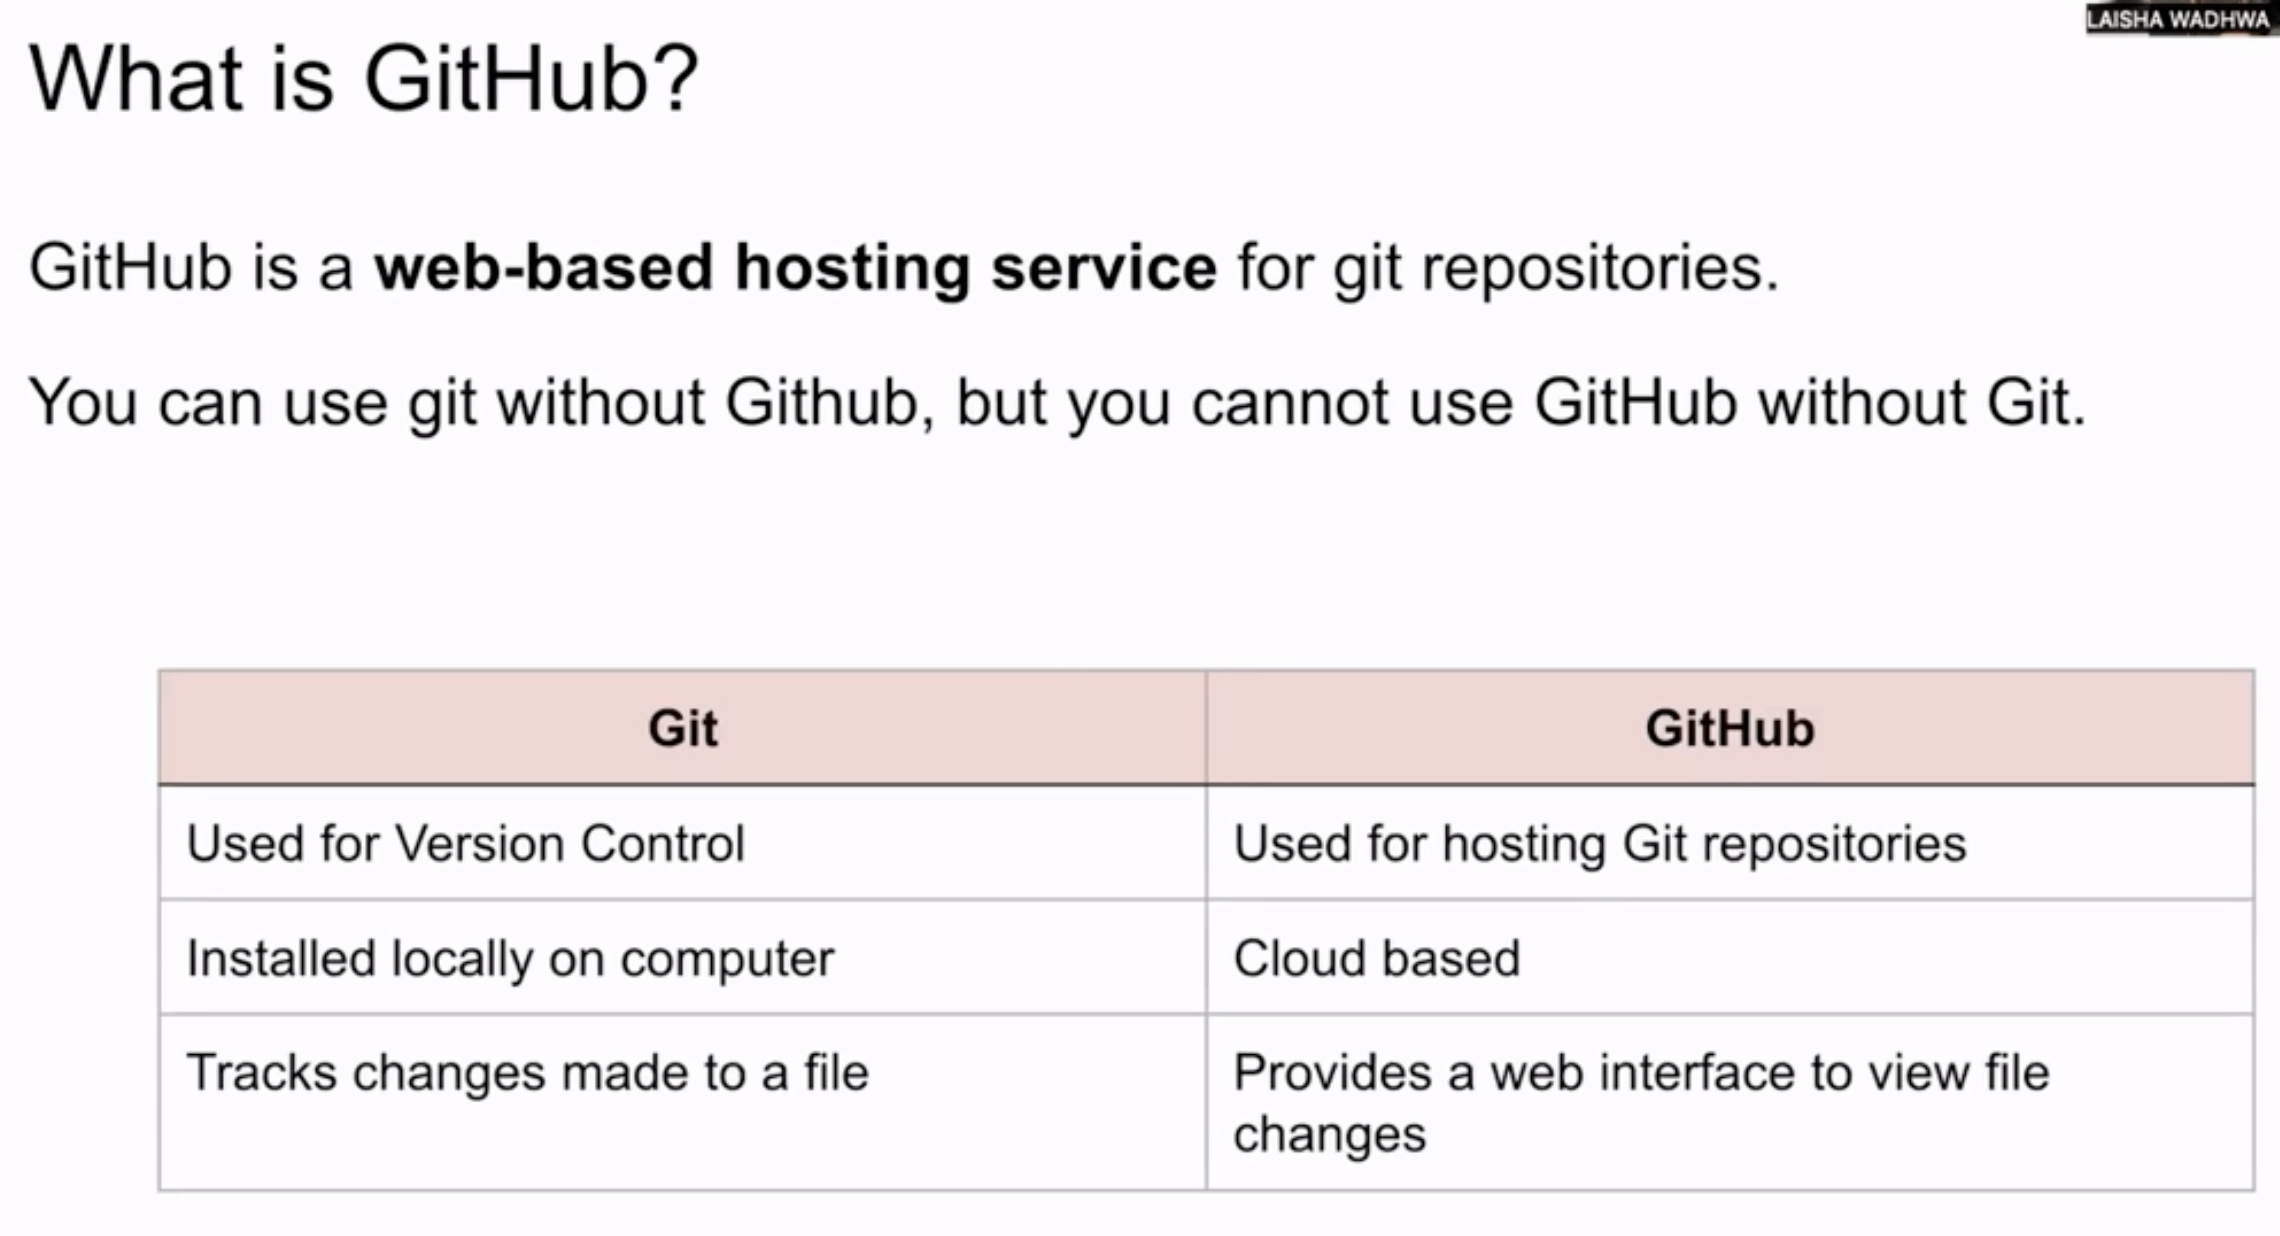 LAISHA WADHWA
What is GitHub?
GitHub is a web-based hosting service for git repositories.
You can use git without Github, but you cannot use GitHub without Git.
Git
GitHub
Used for Version Control
Used for hosting Git repositories
Installed locally on computer
Cloud based
Tracks changes made to a file
Provides a web interface to view file
changes